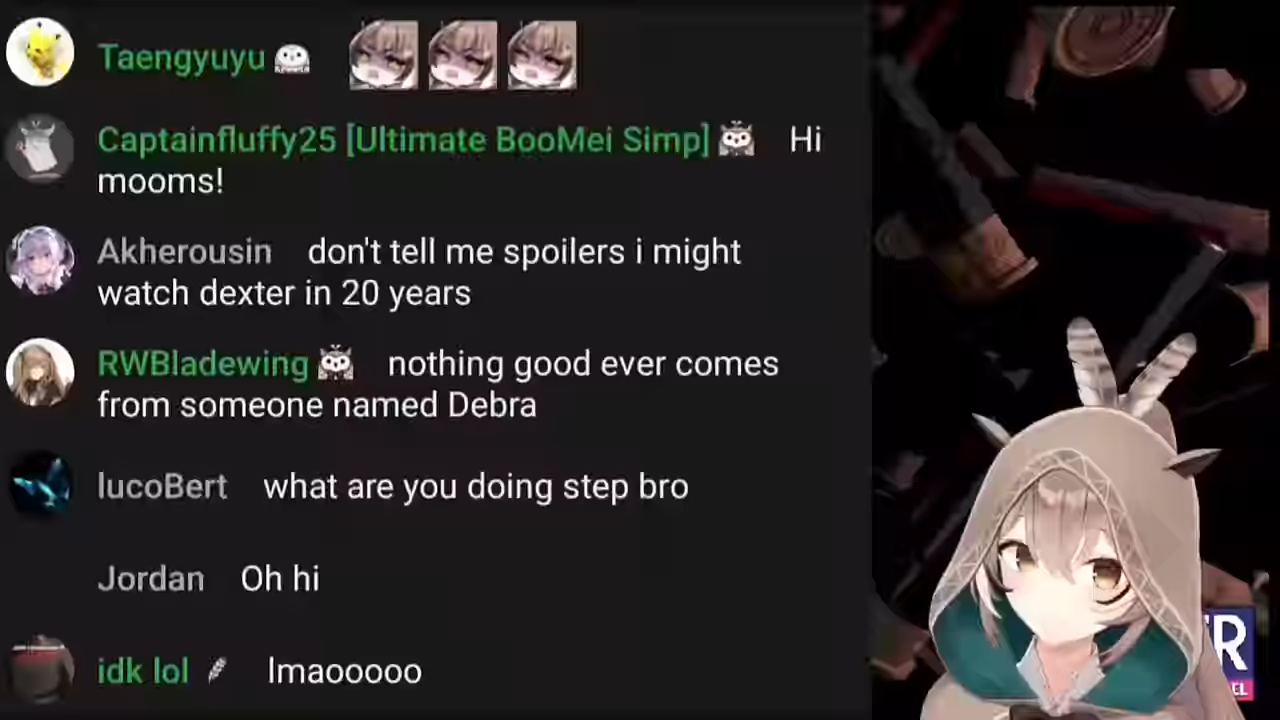 Taengyuyu
Captainfluffy25 [Ultimate BooMei Simp] Hi
mooms!
Akherousin don't tell me spoilers i might
watch dexter in 20 years
RWBladewing nothing good ever comes
from someone named Debra
lucoBert what are you doing step bro
Jordan Oh hi
idk lol lmaooooo
R
EL